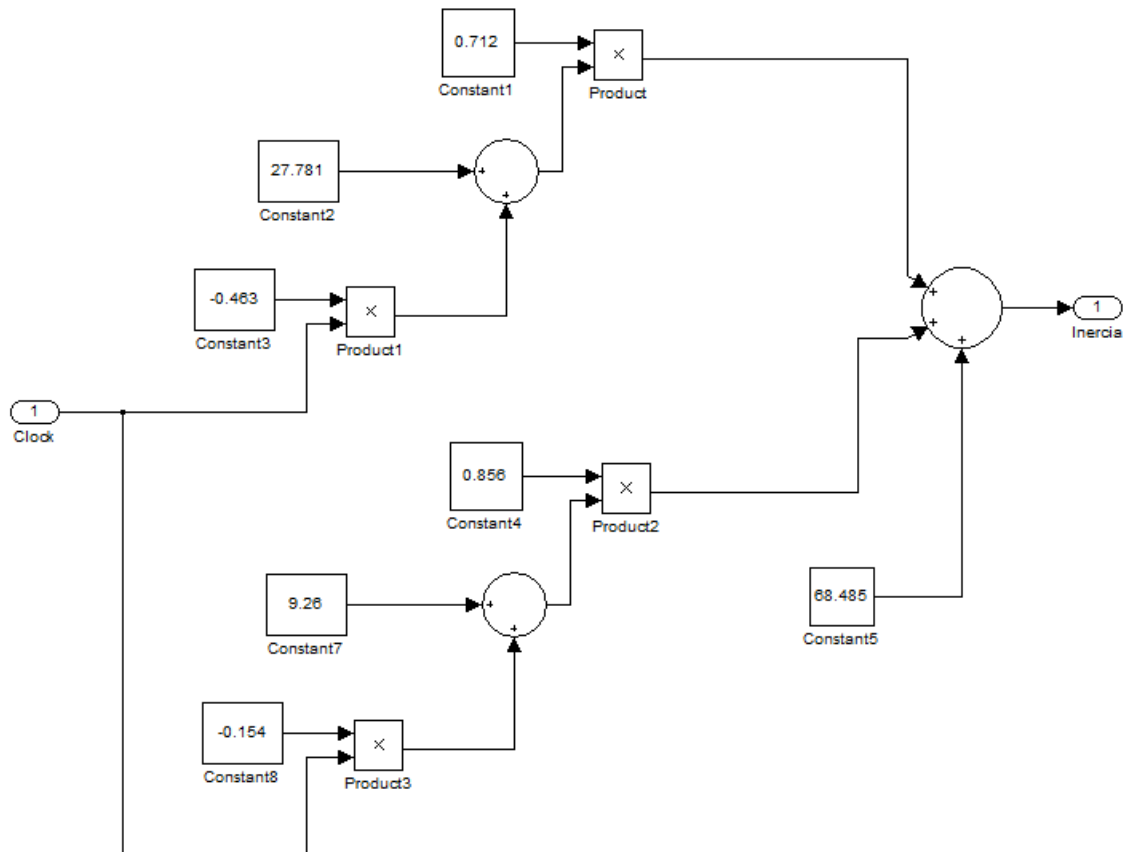 0.712
Constant1
×
Product
27.781
Constant2
+
+
-0.463
Constant3
×
Product1
+
+
+
1
Inercia
1
Clock
0.856
Constant4
×
Product2
9.26
Constant7
+
+
68.485
Constant5
-0.154
Constant8
×
Product3